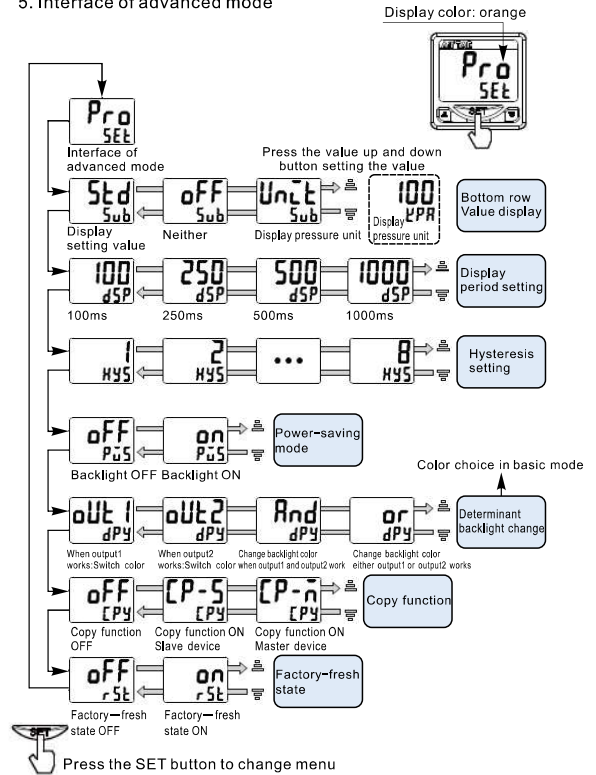 5. Interface of advanced mode
Display color: orange
AIRTAC
Pro
SEt
SET
Pro
SEt
Interface of
advanced mode
Press the value up and down
button setting the value
Std
Sub
oFF
Sub
Unit
Sub
100
KPA
Display
pressure unit
Display
setting value
Neither
Display pressure unit
Bottom row
Value display
100
dSP
250
dSP
500
dSP
1000
dSP
100ms
250ms
500ms
1000ms
Display
period setting
1
HYS
2
HYS
•••
8
HYS
Hysteresis
setting
oFF
PuS
on
PuS
Backlight OFF
Backlight ON
Power-saving
mode
Color choice in basic mode
oUt1
dPY
oUt2
dPY
And
dPY
or
dPY
When output1
works:Switch color
When output2
works:Switch color
Change backlight color
when output1 and output2 work
Change backlight color
either output1 or output2 works
Determinant
backlight change
oFF
CPY
CP-S
CPY
CP-n
CPY
Copy function
OFF
Copy function ON
Slave device
Copy function ON
Master device
Copy function
oFF
rSt
on
rSt
Factory-fresh
state OFF
Factory-fresh
state ON
Factory-fresh
state
SET
Press the SET button to change menu